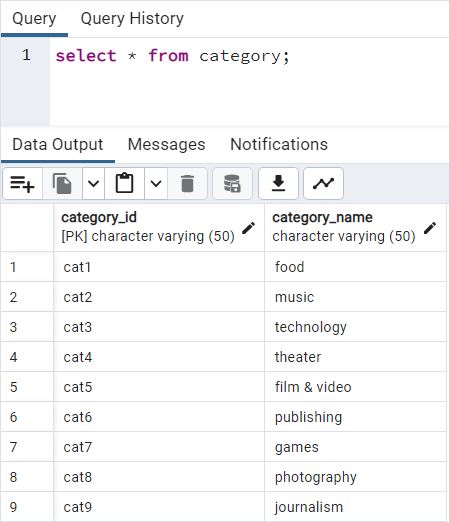 Query Query History
1 select * from category;
Data Output Messages Notifications
category_id category_name
[PK] character varying (50) character varying (50)
1 cat1 food
2 cat2 music
3 cat3 technology
4 cat4 theater
5 cat5 film & video
6 cat6 publishing
7 cat7 games
8 cat8 photography
9 cat9 journalism